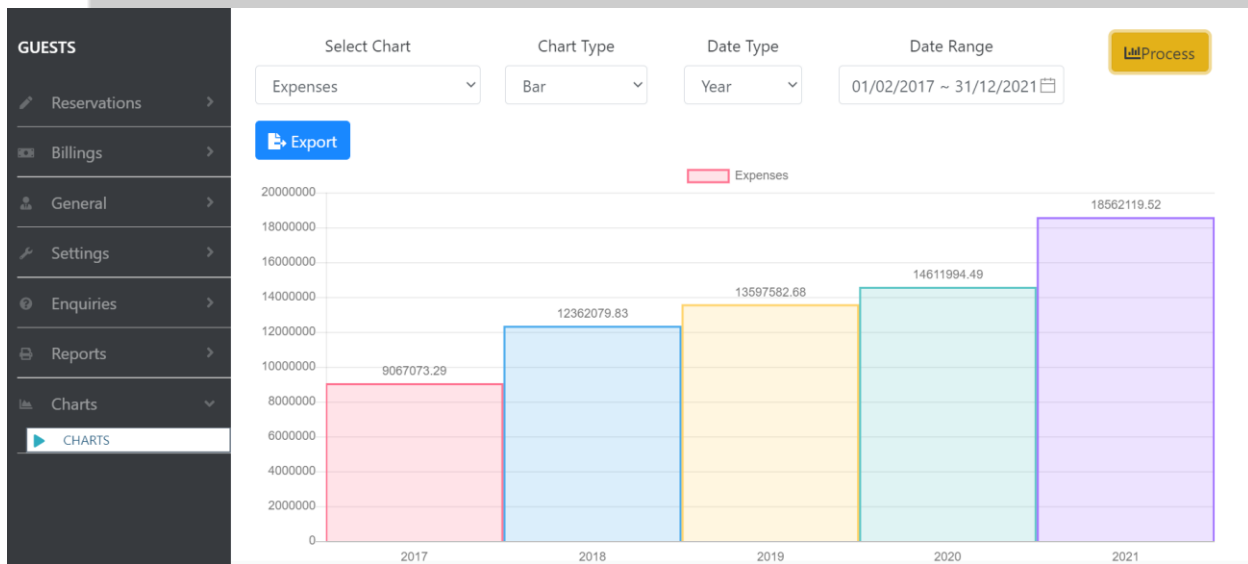 GUESTS
Reservations
Billings
General
Settings
Enquiries
Reports
Charts
CHARTS
Select Chart Chart Type Date Type Date Range
Expenses Bar Year 01/02/2017 ~ 31/12/2021
Process
Export
Expenses
20000000
18000000
16000000
14000000
12000000
10000000
8000000
6000000
4000000
2000000
0
9067073.29
12362079.83
13597582.68
14611994.49
18562119.52
2017 2018 2019 2020 2021